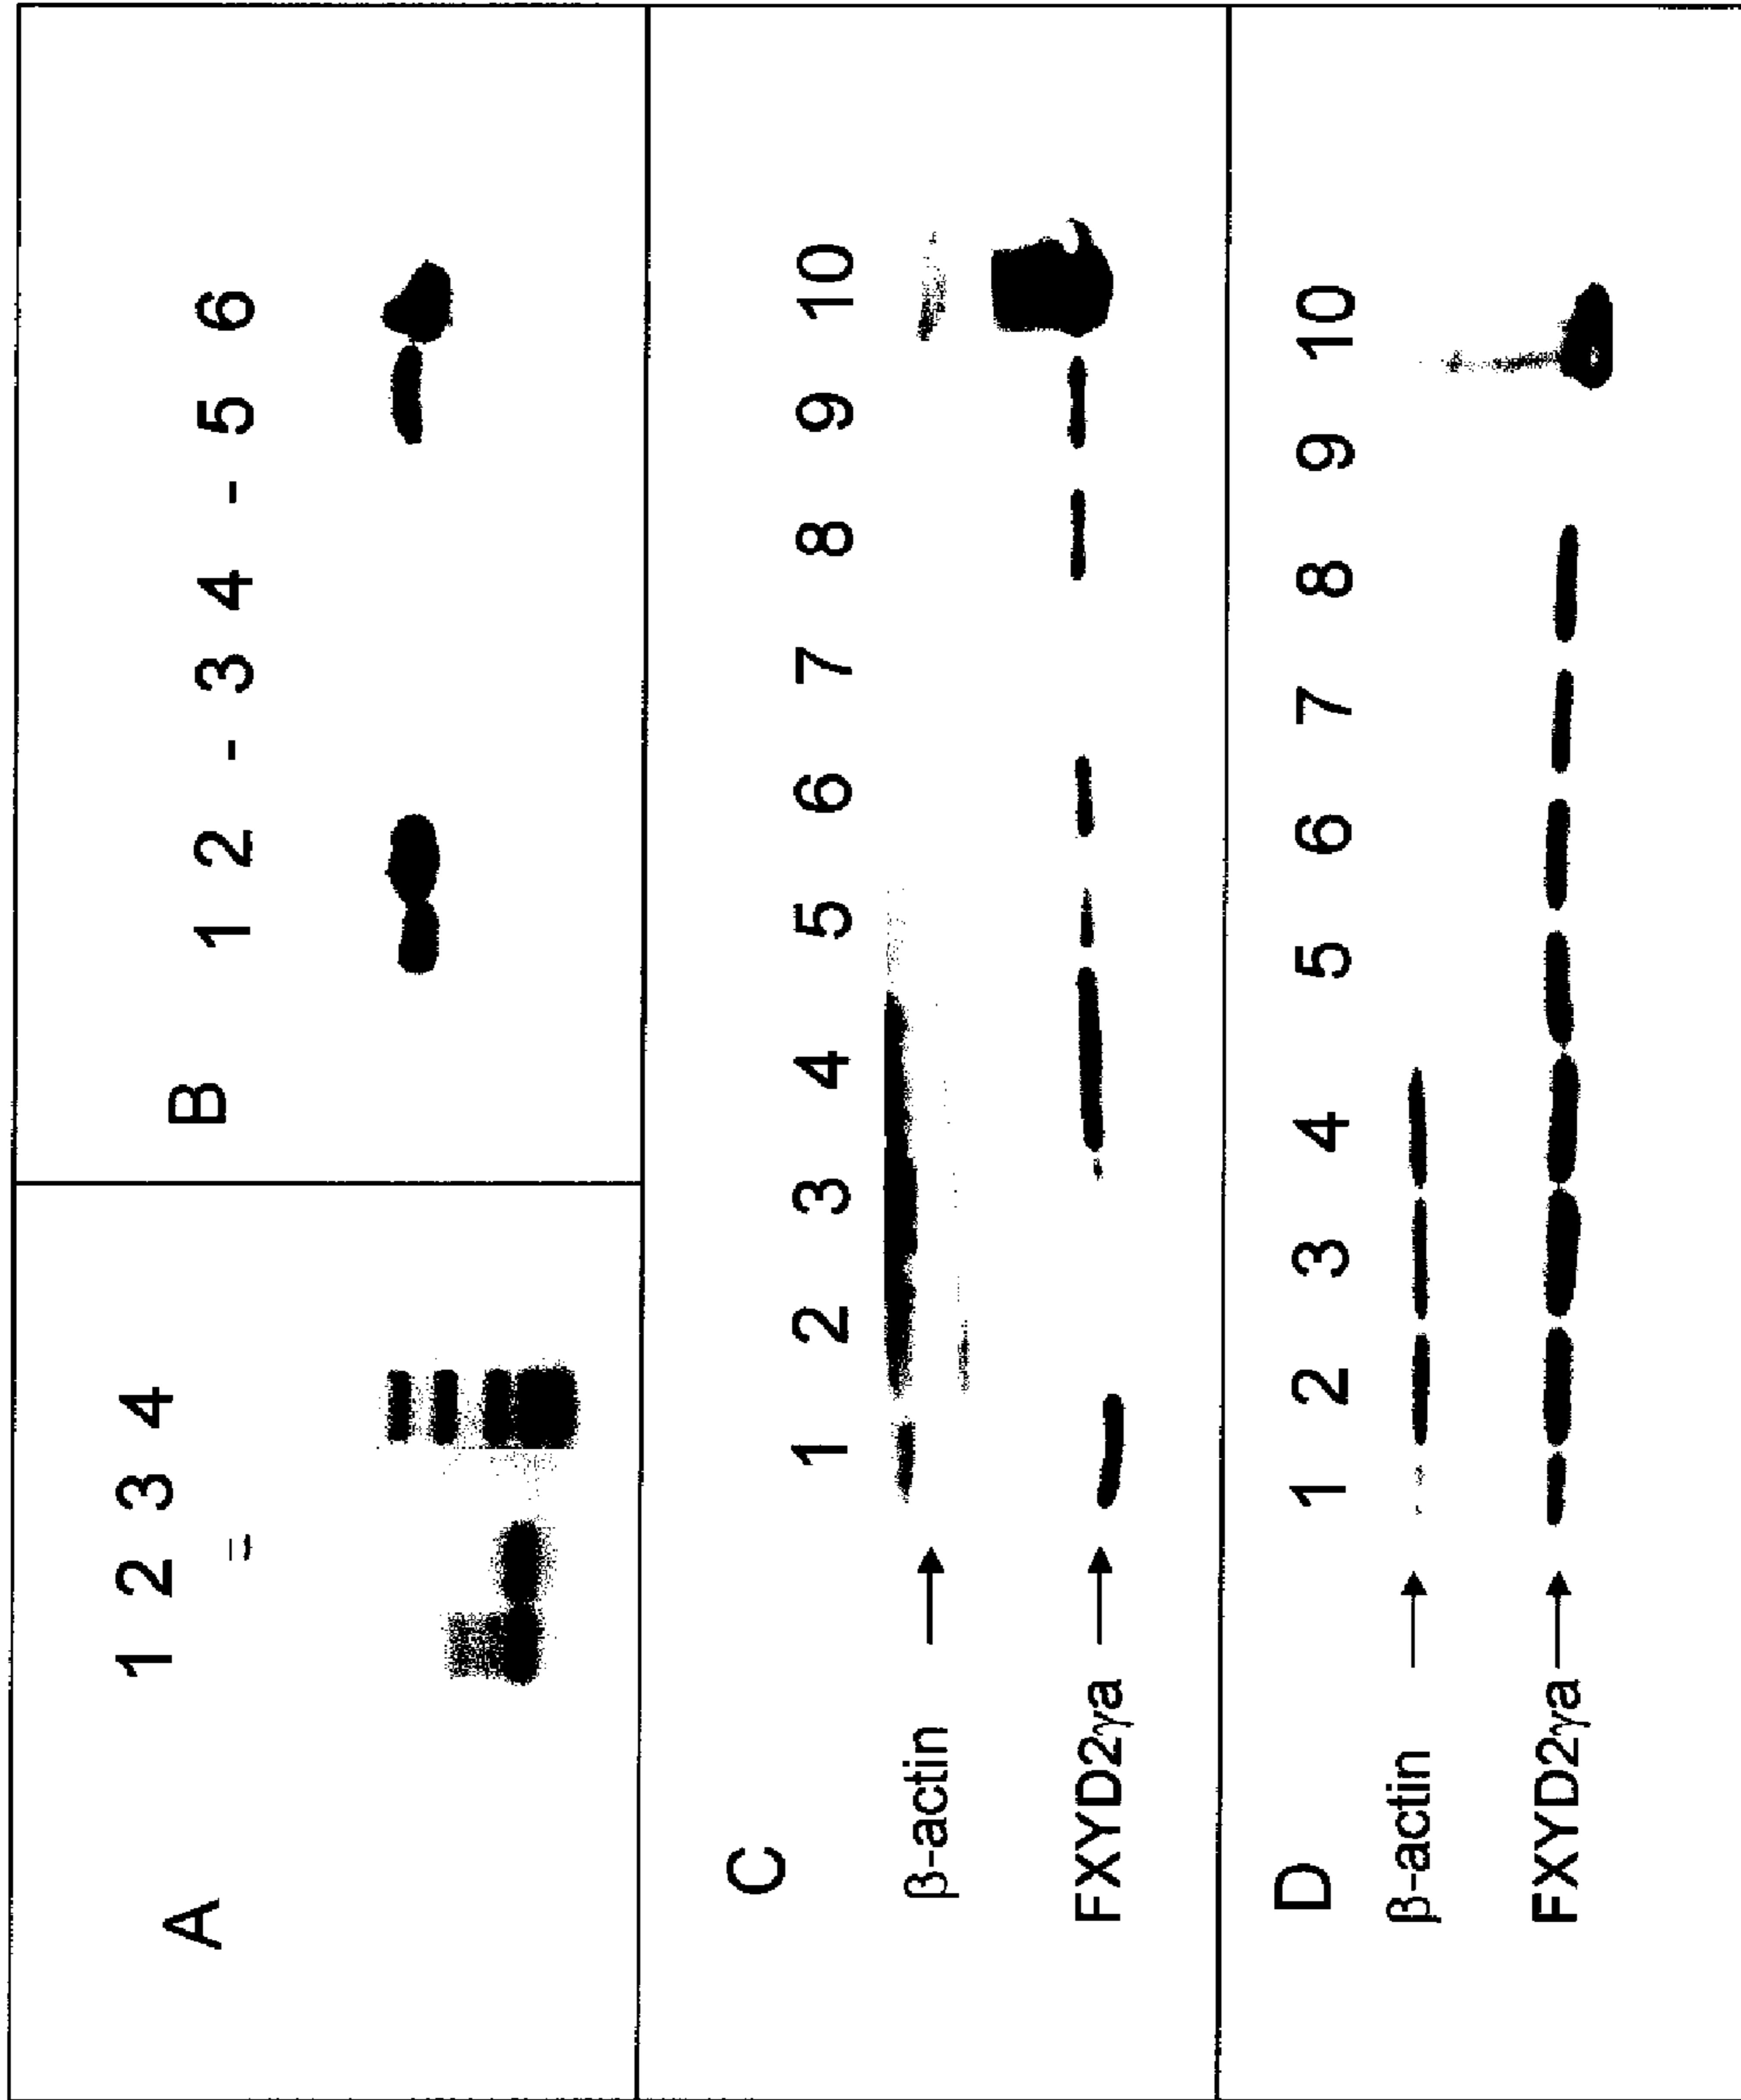 A
1 2 3 4
B
1 2 - 3 4 - 5 6
C
1 2 3 4 5 6 7 8 9 10
β-actin →
FXYD2γa →
D
1 2 3 4 5 6 7 8 9 10
β-actin →
FXYD2γa →